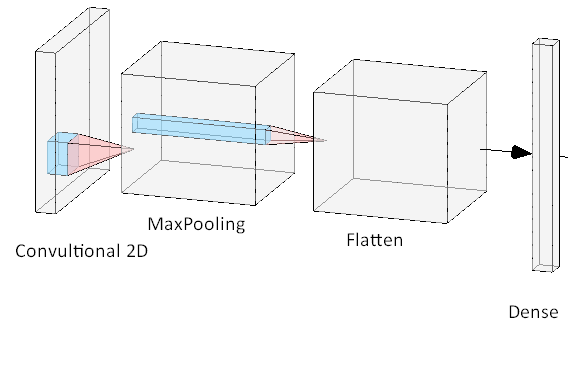 Convultional 2D
MaxPooling
Flatten
Dense